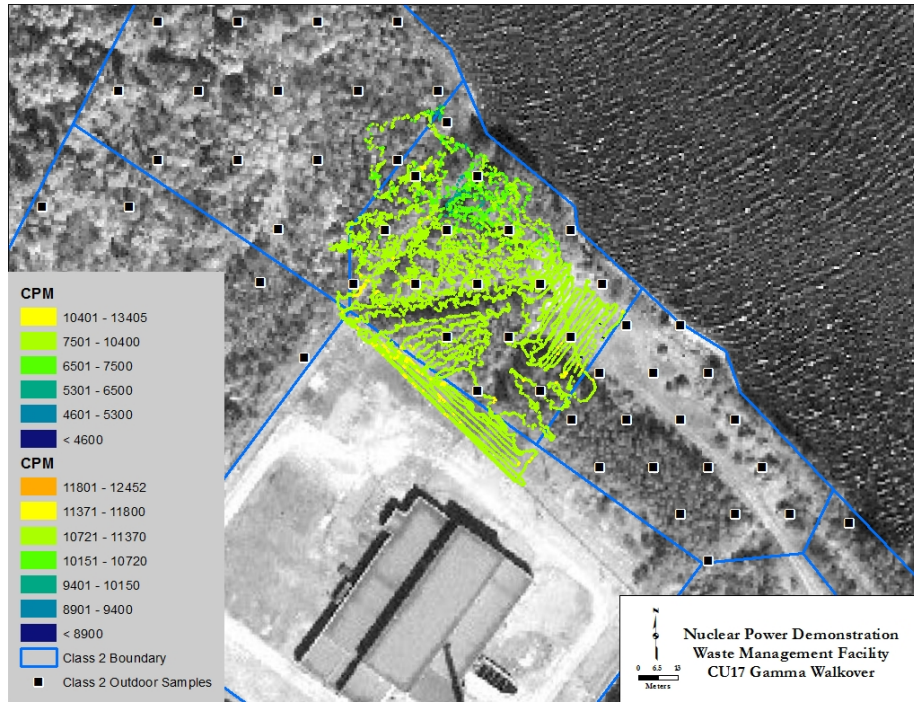 CPM
10401 - 13405
7501 - 10400
6501 - 7500
5301 - 6500
4601 - 5300
< 4600
CPM
11801 - 12452
11371 - 11800
10721 - 11370
10151 - 10720
9401 - 10150
8901 - 9400
< 8900
Class 2 Boundary
Class 2 Outdoor Samples
N
0 6.5 13
Meters
Nuclear Power Demonstration
Waste Management Facility
CU17 Gamma Walkover